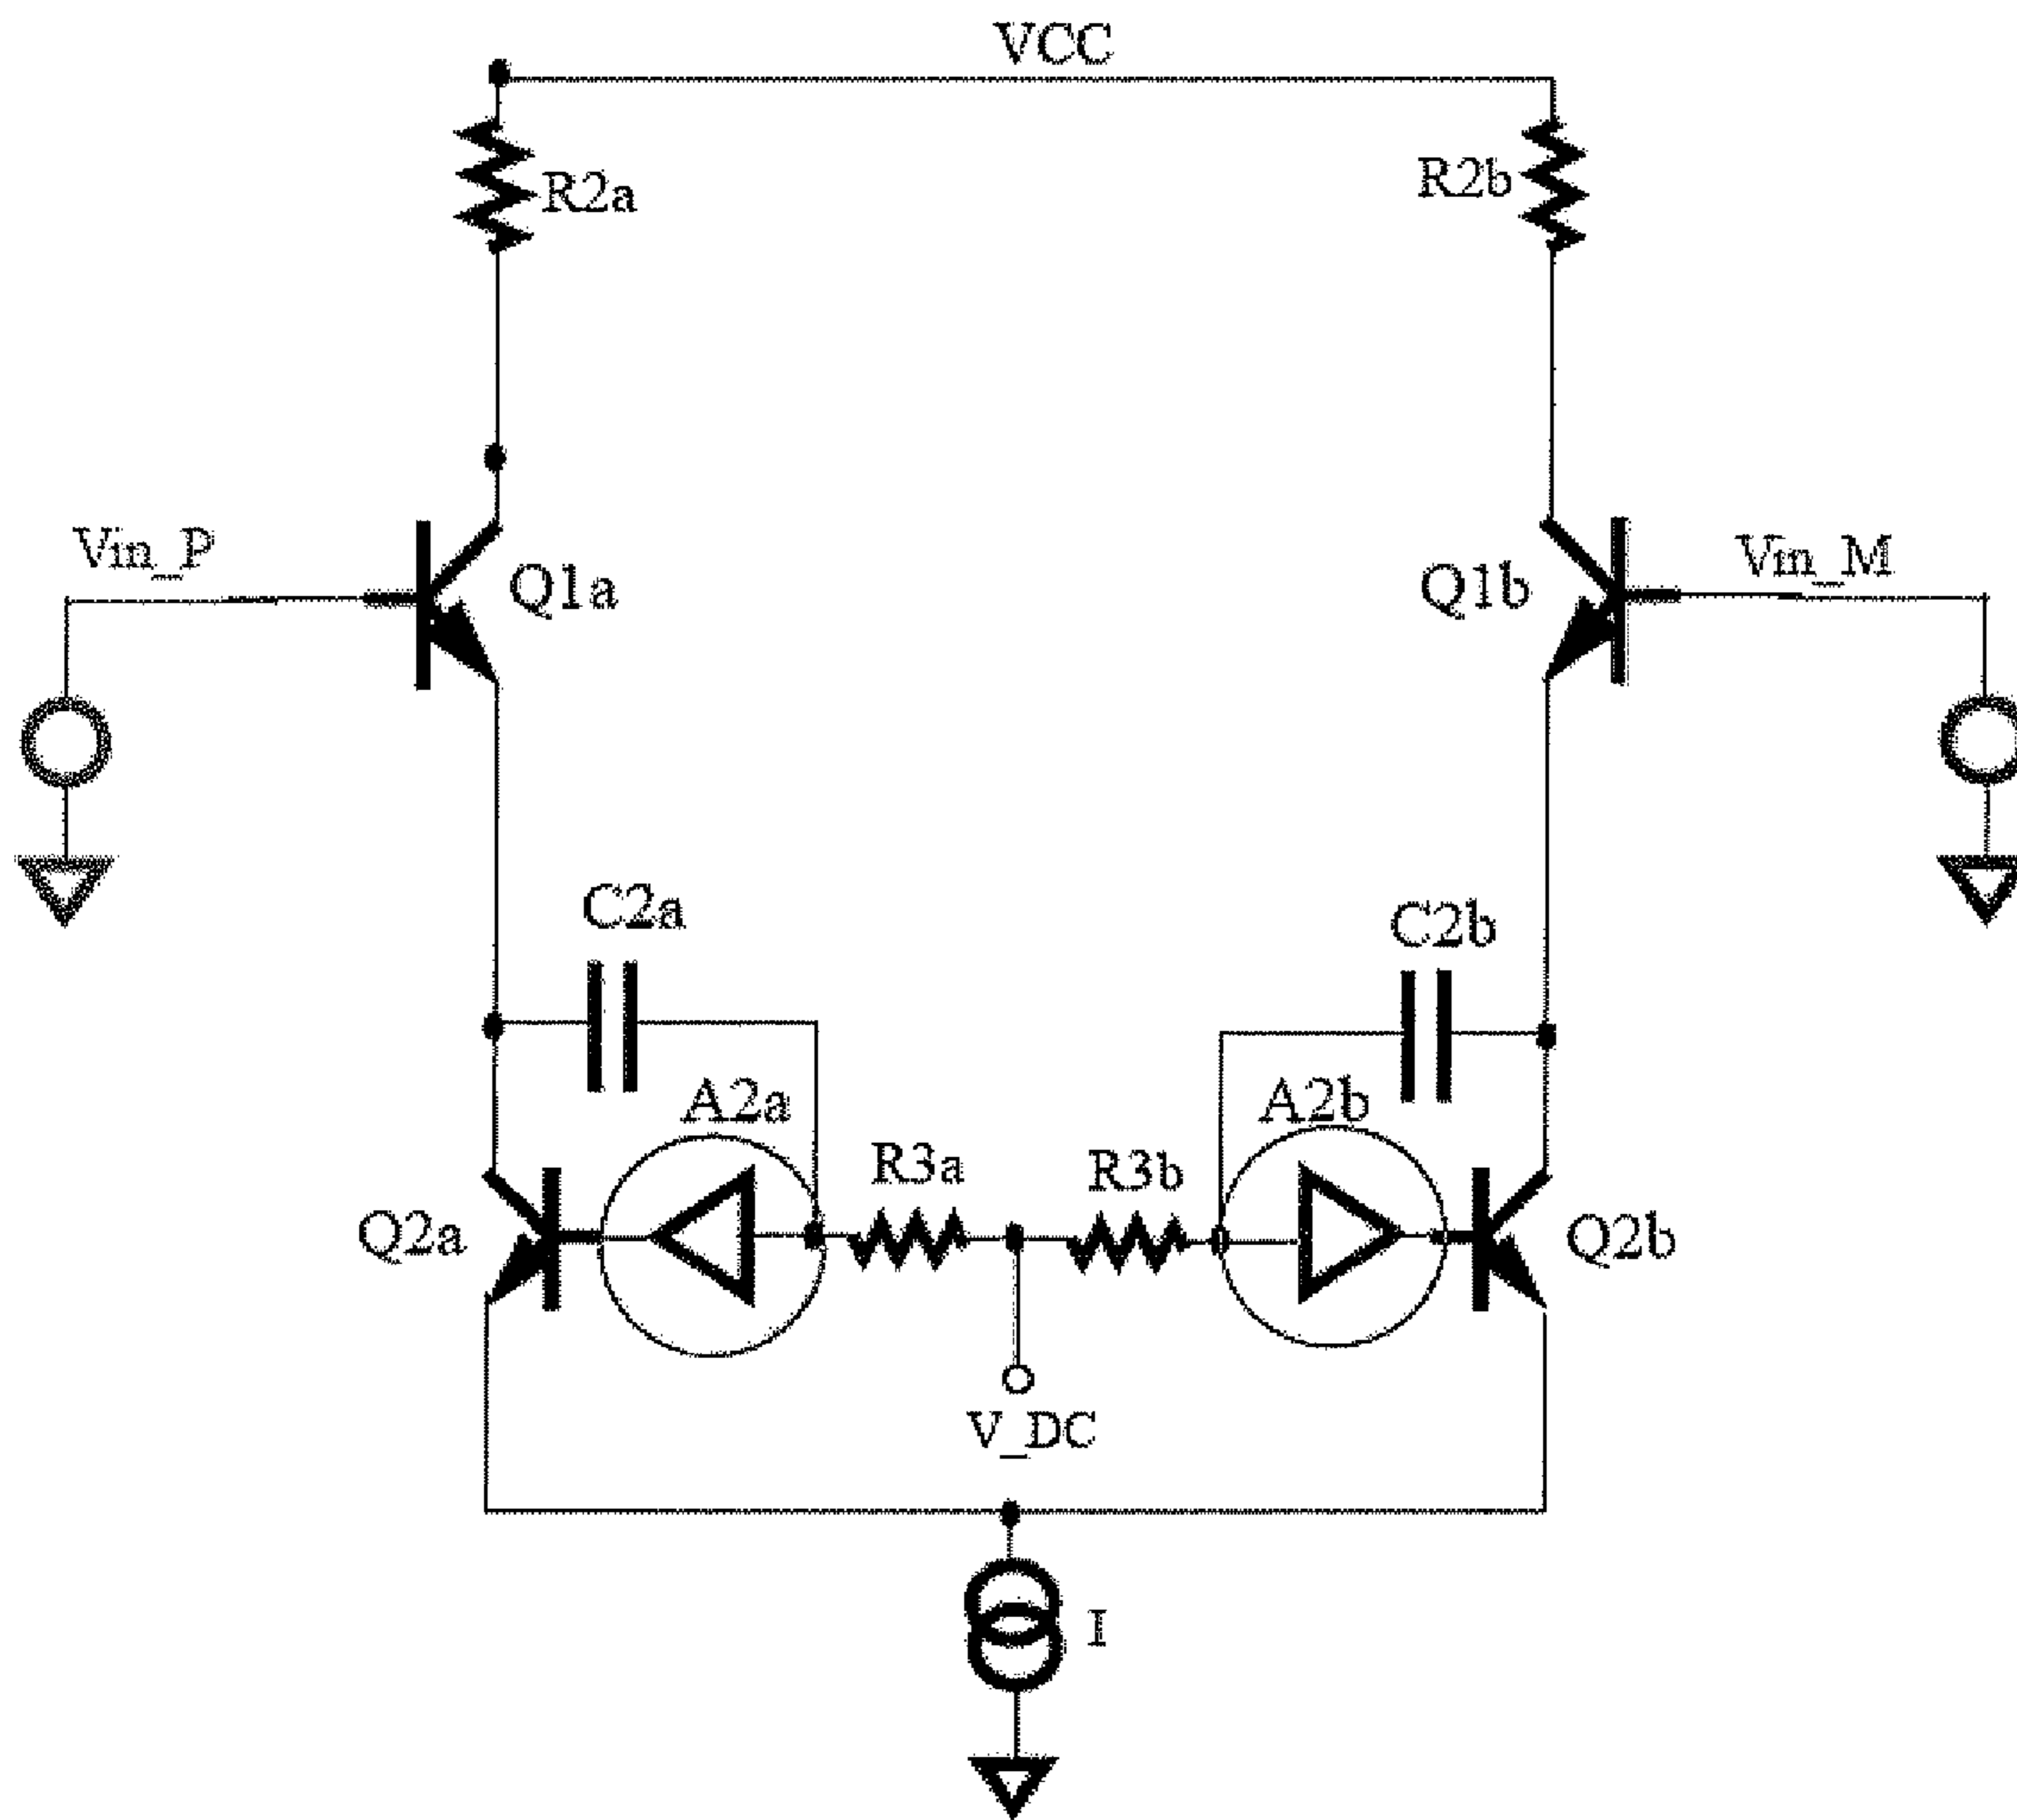 VCC
R2a
R2b
Vin_P
Q1a
Q1b
Vin_M
C2a
C2b
A2a
A2b
R3a
R3b
Q2a
Q2b
V_DC
I